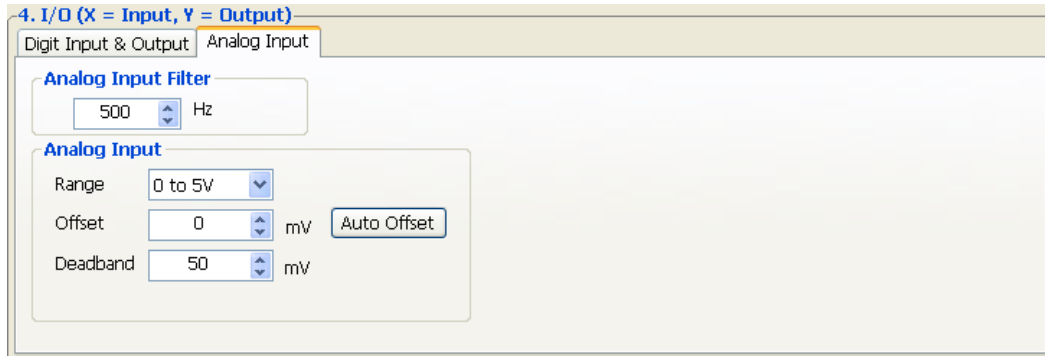 4. I/O (X = Input, Y = Output)
Digit Input & Output Analog Input
Analog Input Filter
500 Hz
Analog Input
Range 0 to 5V
Offset 0 mV Auto Offset
Deadband 50 mV